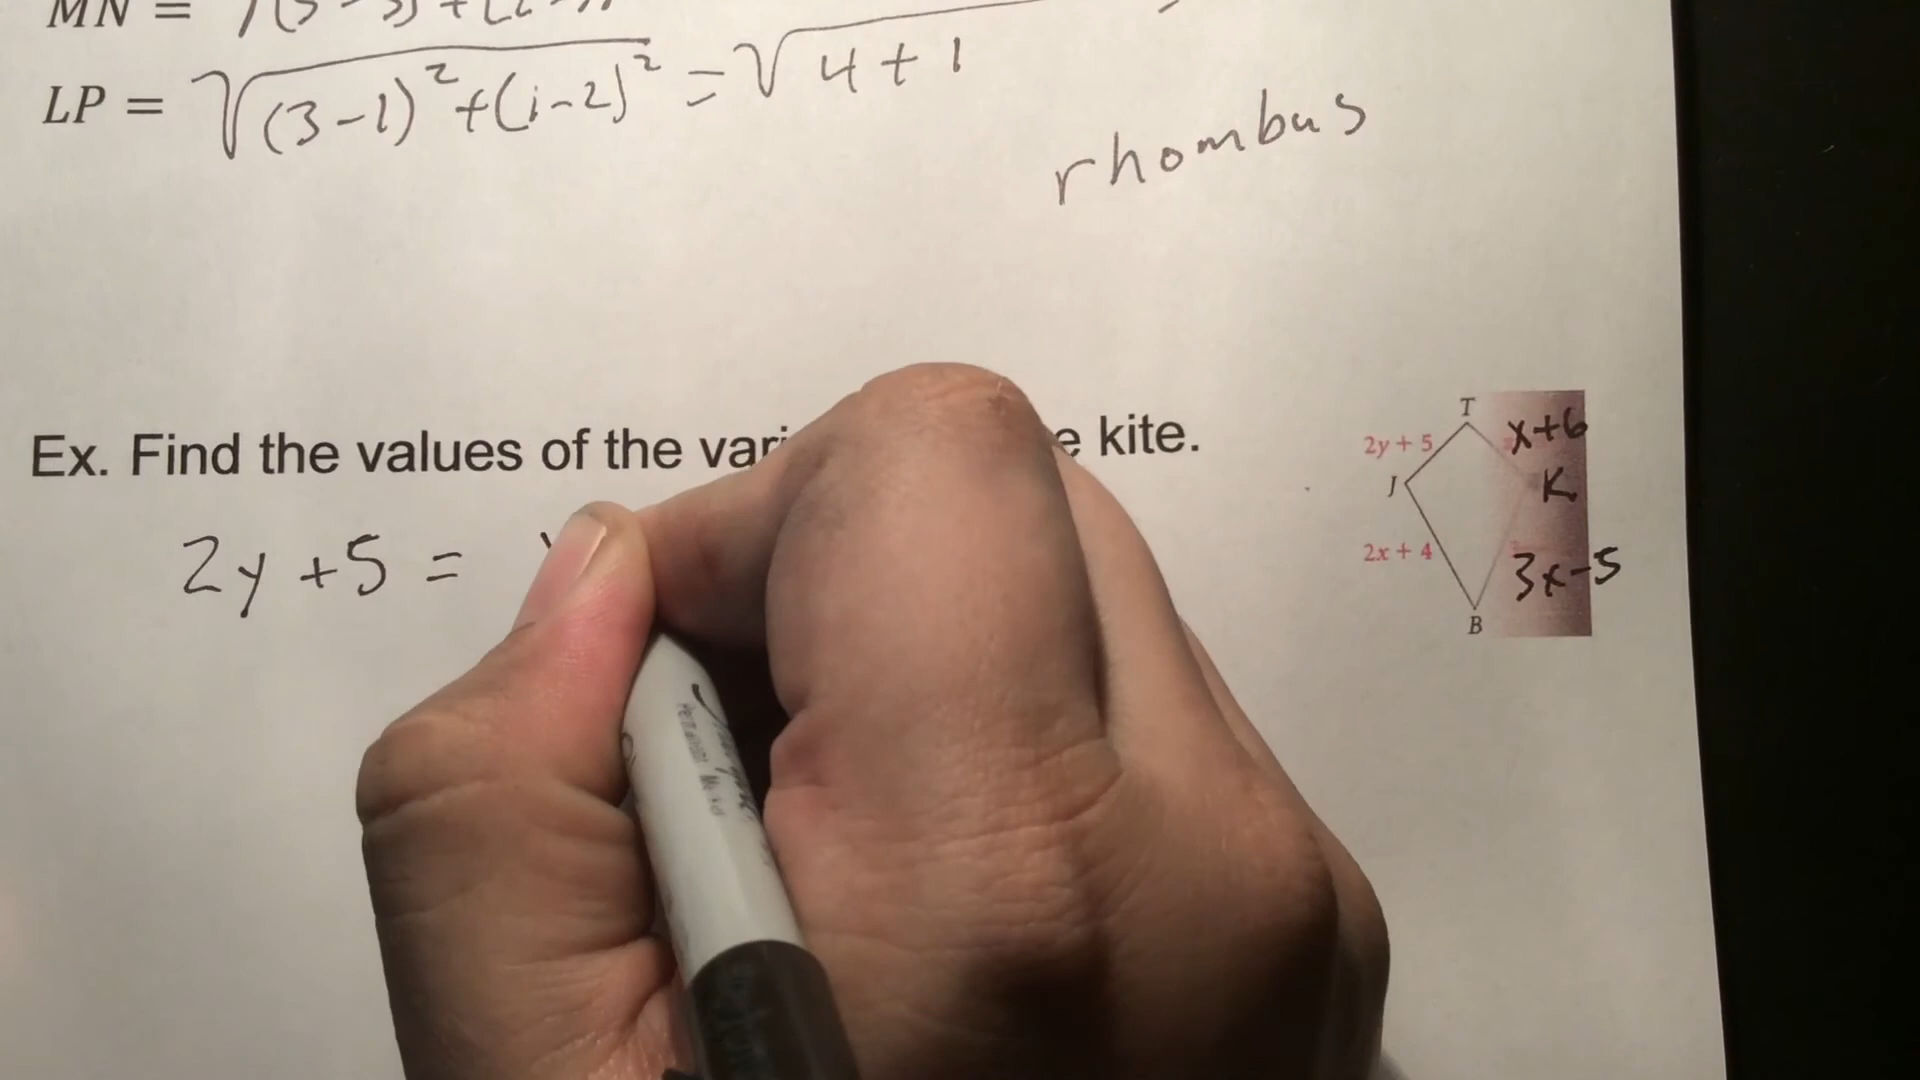 MN =
LP = √(3-1)²+(1-2)² = √4+1
rhombus
Ex. Find the values of the kite.
2y+5 =
T
2y + 5
x+6
J
K
2x + 4
3x-5
B